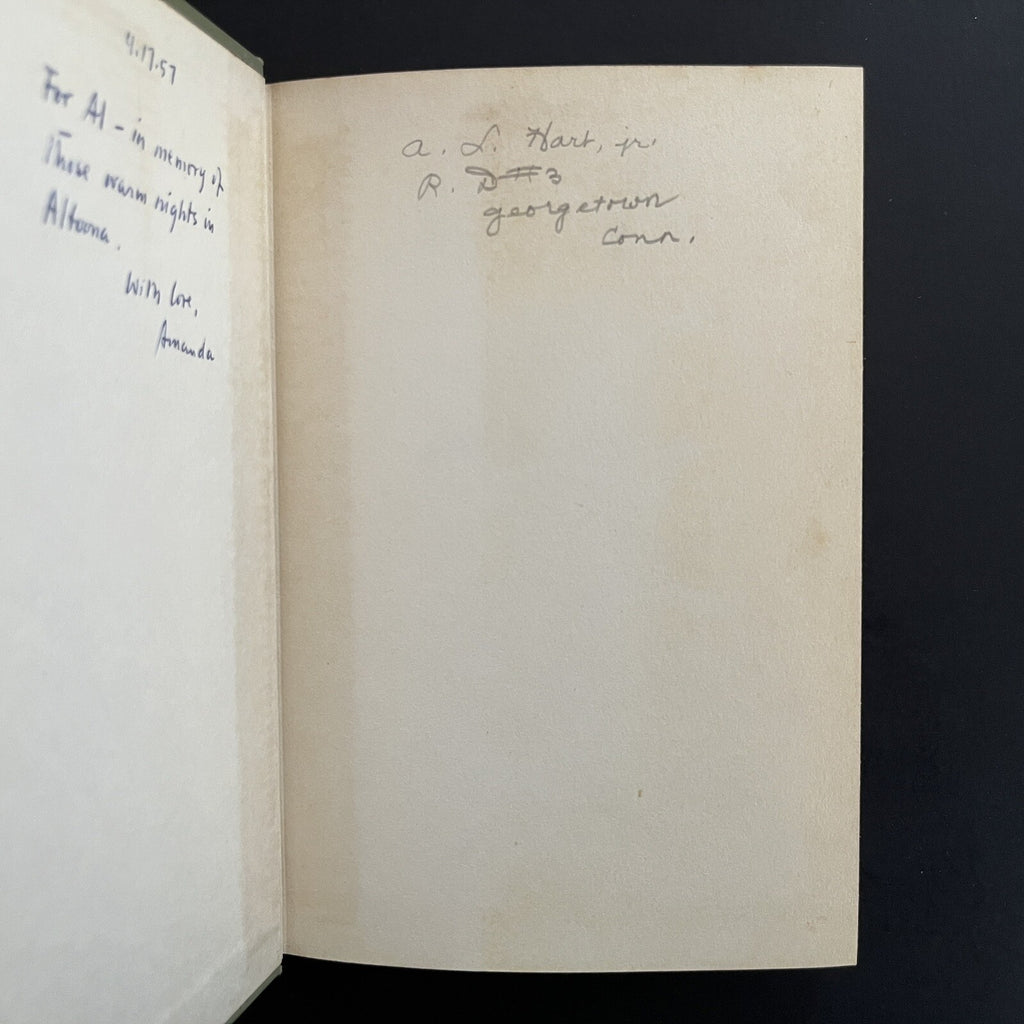 4.17.57
For Al – in memory of
Those warm nights in
Altoona.
With love,
Amanda
A. L. Hart, jr.
R. D#3
georgetown
Conn.